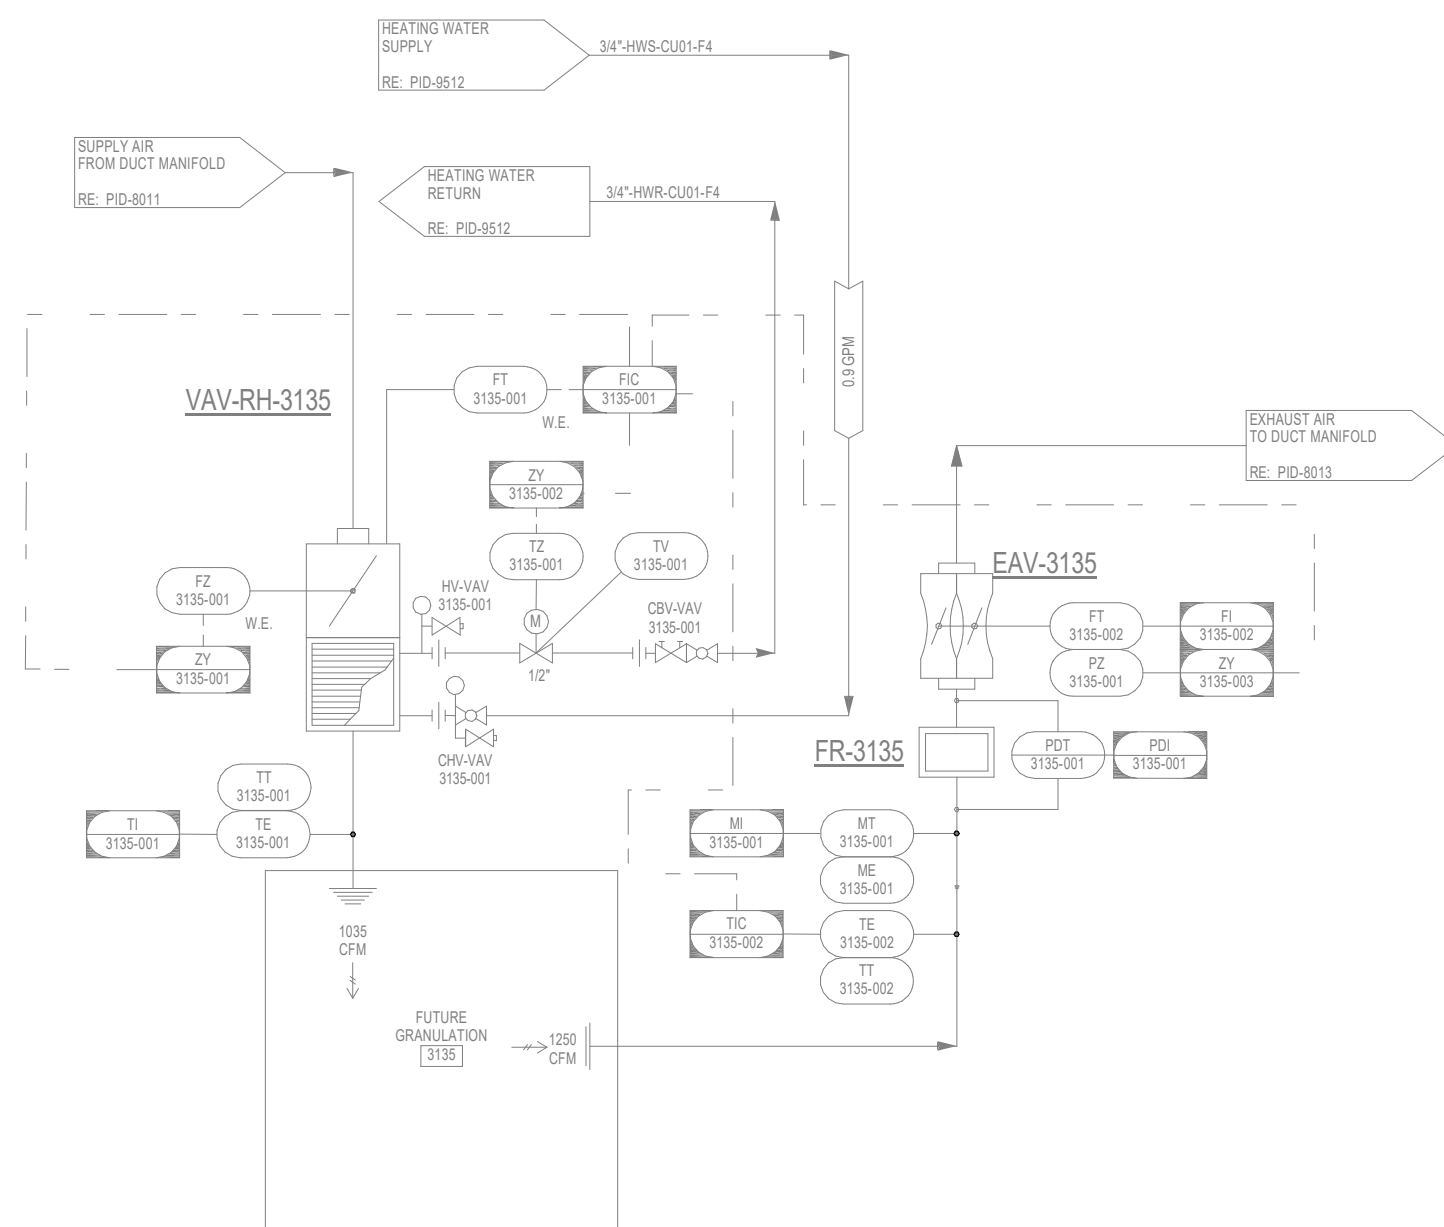 HEATING WATER
SUPPLY
RE: PID-9512
3/4"-HWS-CU01-F4
SUPPLY AIR
FROM DUCT MANIFOLD
RE: PID-8011
HEATING WATER
RETURN
RE: PID-9512
3/4"-HWR-CU01-F4
0.9 GPM
VAV-RH-3135
FT
3135-001
W.E.
FIC
3135-001
EXHAUST AIR
TO DUCT MANIFOLD
RE: PID-8013
ZY
3135-002
TZ
3135-001
TV
3135-001
FZ
3135-001
W.E.
ZY
3135-001
HV-VAV
3135-001
M
1/2"
CBV-VAV
3135-001
CHV-VAV
3135-001
EAV-3135
FT
3135-002
FI
3135-002
PZ
3135-001
ZY
3135-003
FR-3135
PDT
3135-001
PDI
3135-001
TT
3135-001
TI
3135-001
TE
3135-001
MI
3135-001
MT
3135-001
ME
3135-001
TIC
3135-002
TE
3135-002
TT
3135-002
1035
CFM
FUTURE
GRANULATION
3135
1250
CFM